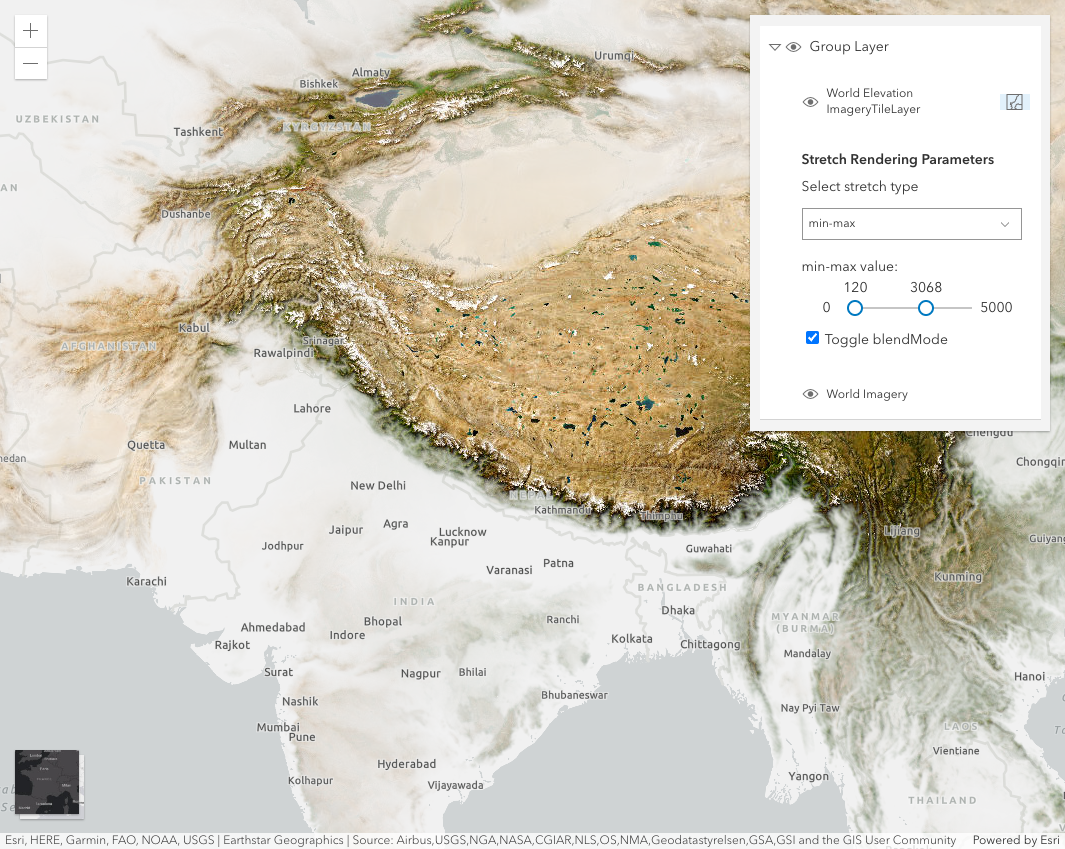 Group Layer
World Elevation
ImageryTileLayer
Stretch Rendering Parameters
Select stretch type
min-max
min-max value:
120 3068
0 5000
Toggle blendMode
World Imagery
Urumqi
Almaty
Bishkek
UZBEKISTAN
KYRGYZSTAN
Tashkent
AN
Dushanbe
Kabul
AFGHANISTAN
Srinagar
Rawalpindi
Lahore
Chengdu
Quetta
Multan
Chongqin
PAKISTAN
New Delhi
NEPAL
Kathmandu
Thimphu
Agra
Jaipur
Lucknow
Kanpur
Lijiang
Guiyang
Jodhpur
Guwahati
Patna
Varanasi
Karachi
Kunming
BANGLADESH
INDIA
Dhaka
Bhopal
Ranchi
MYANMAR
(BURMA)
Ahmedabad
Indore
Kolkata
Chittagong
Rajkot
Mandalay
Surat
Nagpur
Bhilai
Hanoi
Bhubaneswar
Nashik
Nay Pyi Taw
Mumbai
Pune
LAOS
Vientiane
Hyderabad
Yangon
Kolhapur
Vijayawada
THAILAND
Esri, HERE, Garmin, FAO, NOAA, USGS | Earthstar Geographics | Source: Airbus,USGS,NGA,NASA,CGIAR,NLS,OS,NMA,Geodatastyrelsen,GSA,GSI and the GIS User Community Powered by Esri